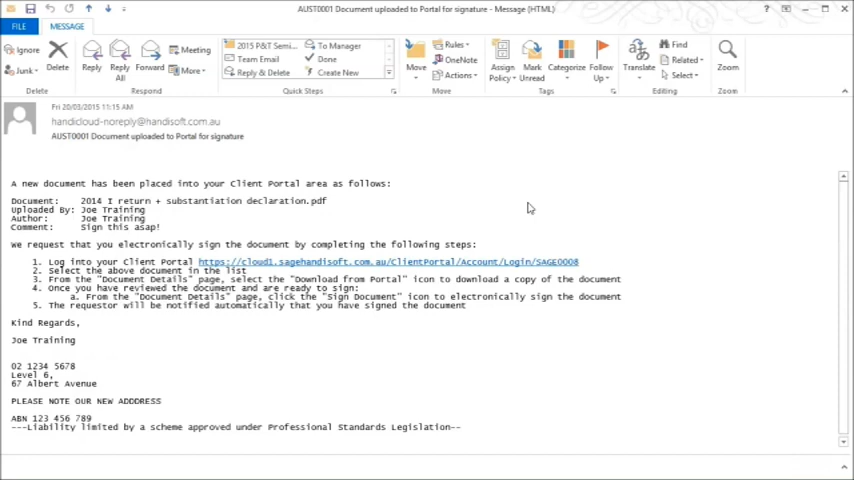 AUST0001 Document uploaded to Portal for signature - Message (HTML)
FILE
MESSAGE
Ignore
Junk
Delete
Delete
Reply
Reply All
Forward
Meeting
More
Respond
2015 P&T Semi...
Team Email
Reply & Delete
To Manager
Done
Create New
Quick Steps
Move
Rules
OneNote
Actions
Move
Assign Policy
Mark Unread
Categorize
Follow Up
Tags
Translate
Find
Related
Select
Editing
Zoom
Zoom
Fri 20/03/2015 11:15 AM
handicloud-noreply@handisoft.com.au
AUST0001 Document uploaded to Portal for signature
A new document has been placed into your Client Portal area as follows:
Document: 2014 I return + substantiation declaration.pdf
Uploaded By: Joe Training
Author: Joe Training
Comment: Sign this asap!
We request that you electronically sign the document by completing the following steps:
1. Log into your Client Portal https://cloud1.sagehandisoft.com.au/ClientPortal/Account/Login/SAGE0008
2. Select the above document in the list
3. From the "Document Details" page, select the "Download from Portal" icon to download a copy of the document
4. Once you have reviewed the document and are ready to sign:
a. From the "Document Details" page, click the "Sign Document" icon to electronically sign the document
5. The requestor will be notified automatically that you have signed the document
Kind Regards,
Joe Training
02 1234 5678
Level 6,
67 Albert Avenue
PLEASE NOTE OUR NEW ADDDRESS
ABN 123 456 789
---Liability limited by a scheme approved under Professional Standards Legislation--